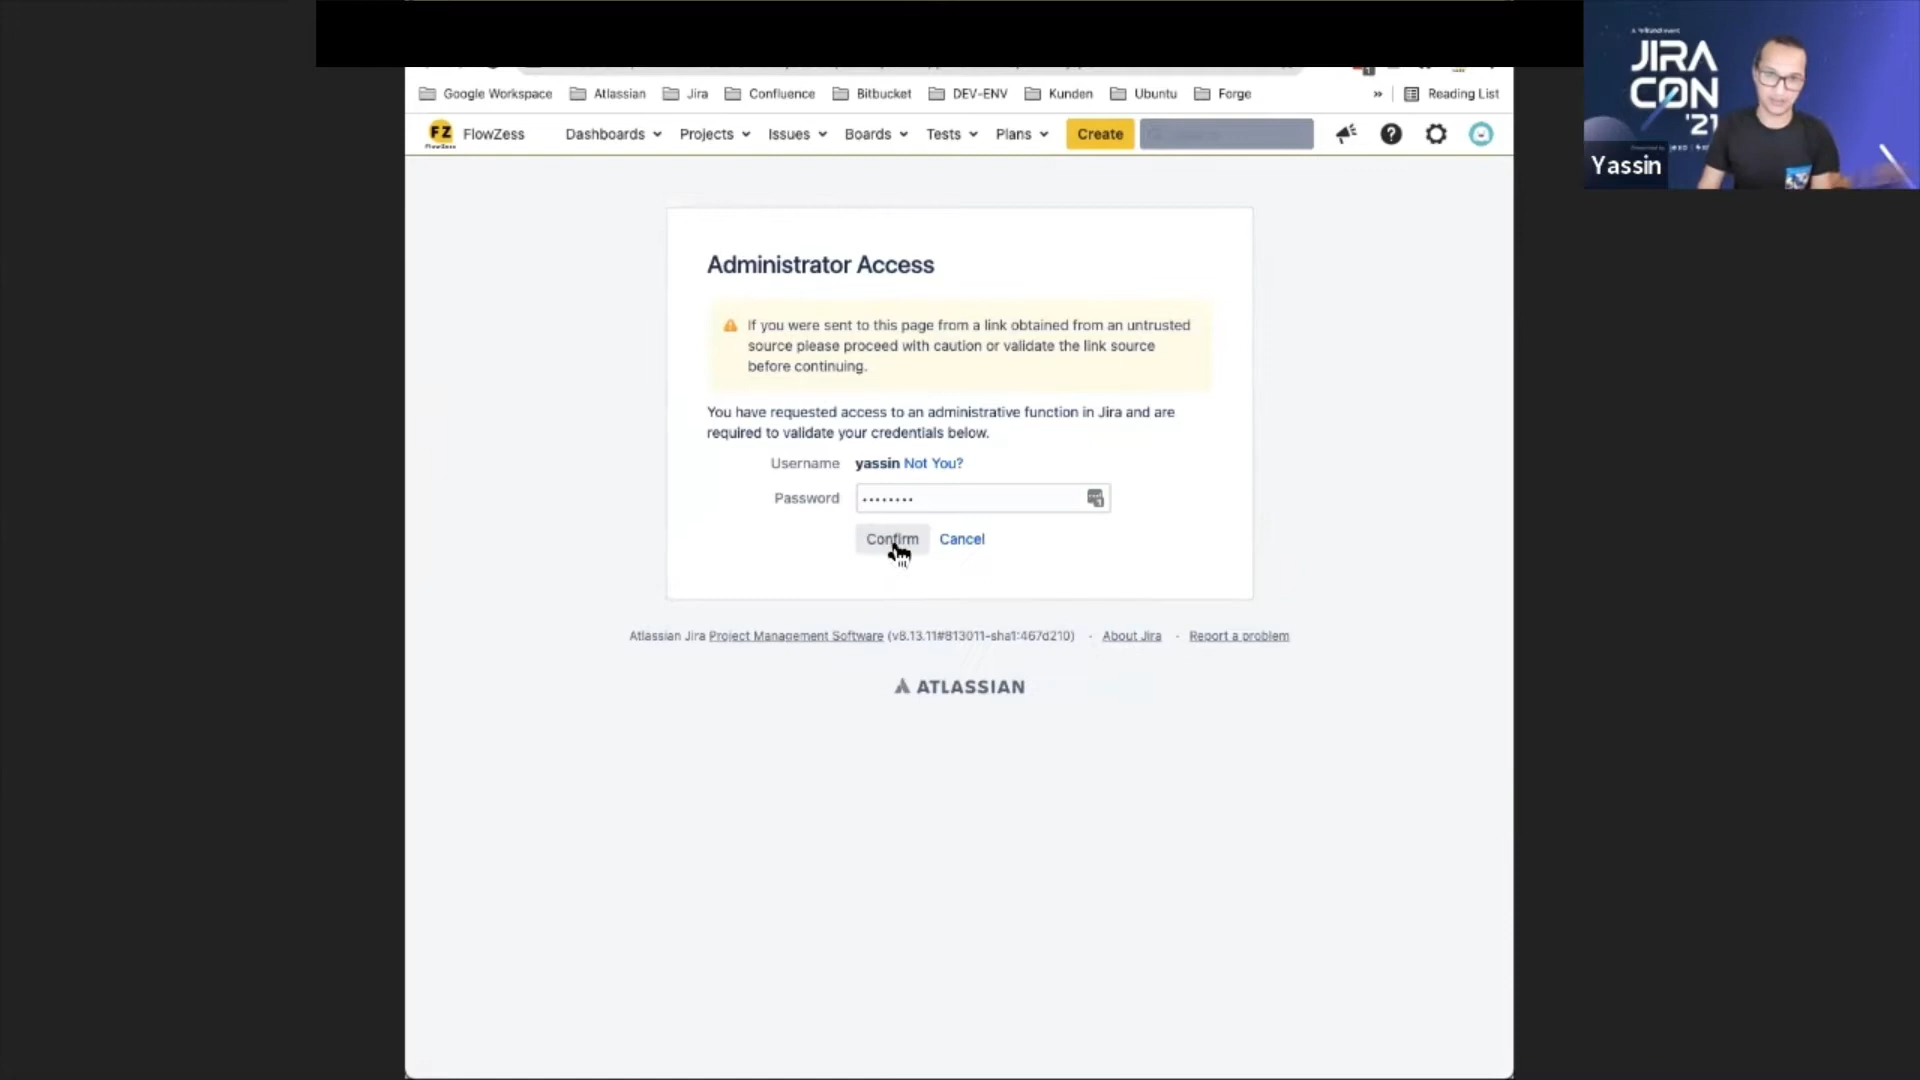 Google Workspace Atlassian Jira Confluence Bitbucket DEV-ENV Kunden Ubuntu Forge » Reading List
FZ FlowZess Dashboards Projects Issues Boards Tests Plans Create
JIRA
CON
'21
Yassin
Administrator Access
If you were sent to this page from a link obtained from an untrusted
source please proceed with caution or validate the link source
before continuing.
You have requested access to an administrative function in Jira and are
required to validate your credentials below.
Username yassin Not You?
Password ••••••••
Confirm Cancel
Atlassian Jira Project Management Software (v8.13.11#813011-sha1:467d210) · About Jira · Report a problem
ATLASSIAN